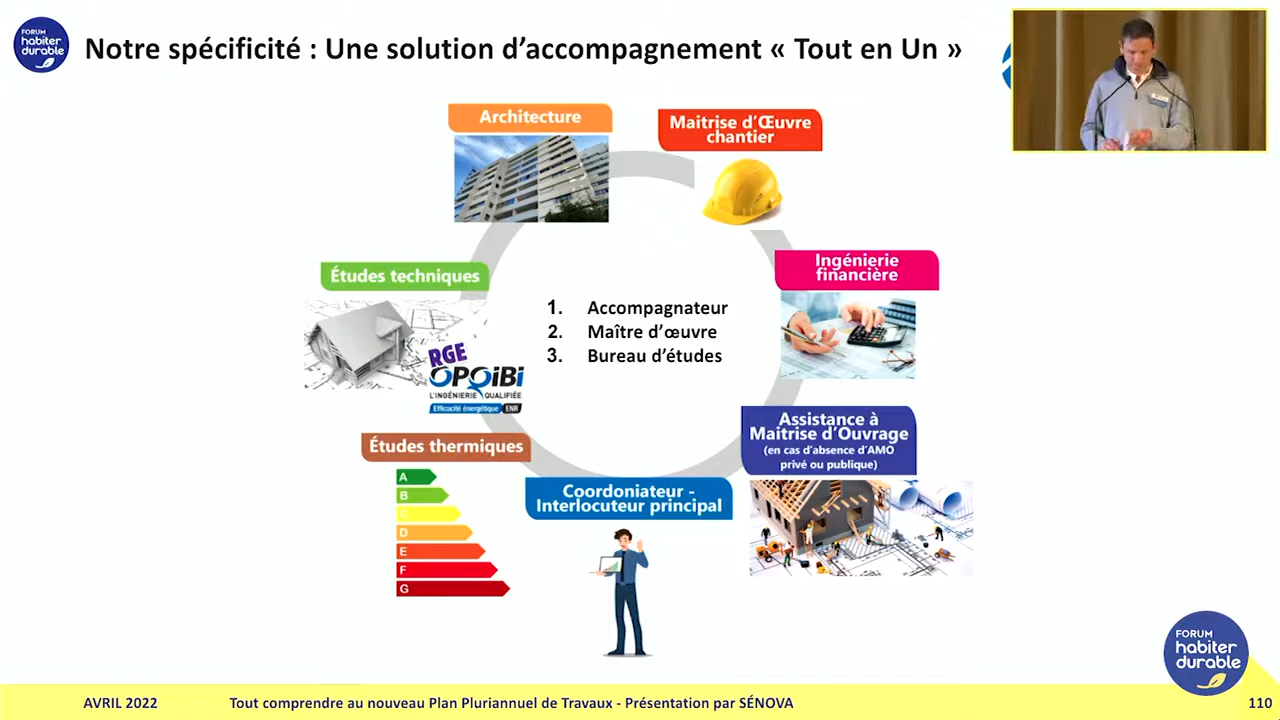 FORUM
habiter
durable
Notre spécificité : Une solution d’accompagnement « Tout en Un »
Architecture
Maitrise d’Œuvre
chantier
Études techniques
Ingénierie
financière
1. Accompagnateur
2. Maître d’œuvre
3. Bureau d’études
RGE
OPQiBi
L'INGÉNIERIE QUALIFIÉE
Efficacité énergétique ENR
Études thermiques
A
B
C
D
E
F
G
Assistance à
Maitrise d’Ouvrage
(en cas d'absence d'AMO
privé ou publique)
Coordoniateur -
Interlocuteur principal
FORUM
habiter
durable
AVRIL 2022
Tout comprendre au nouveau Plan Pluriannuel de Travaux - Présentation par SÉNOVA
110